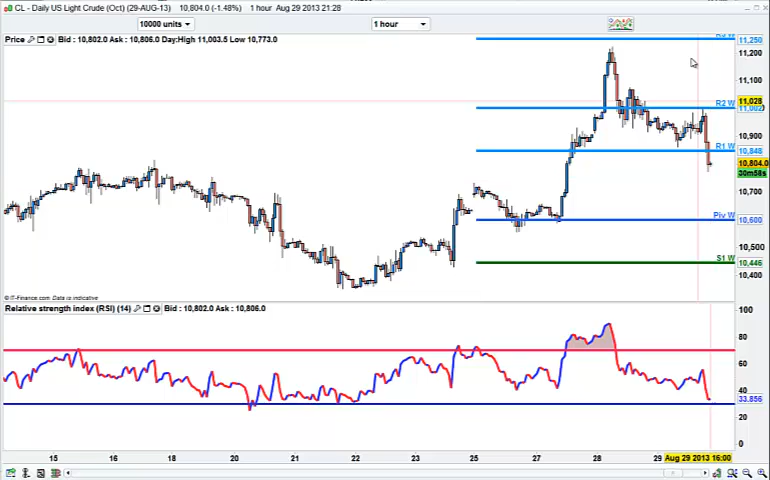 CL - Daily US Light Crude (Oct) (29-AUG-13) 10,804.0 (-1.48%) 1 hour Aug 29 2013 21:28
10000 units
1 hour
Price Bid : 10,802.0 Ask : 10,806.0 Day:High 11,003.5 Low 10,773.0
11,250
11,200
11,100
11,028
R2 W
10,900
R1 W 10,848
10,804.0
30m58s
10,700
Piv W 10,600
10,500
S1 W 10,446
10,400
© IT-Finance.com Data is indicative
Relative strength index (RSI) (14) Bid : 10,802.0 Ask : 10,806.0
100
80
60
40
33.856
20
0
15 16 17 18 19 20 21 22 23 24 25 26 27 28 29 Aug 29 2013 16:00